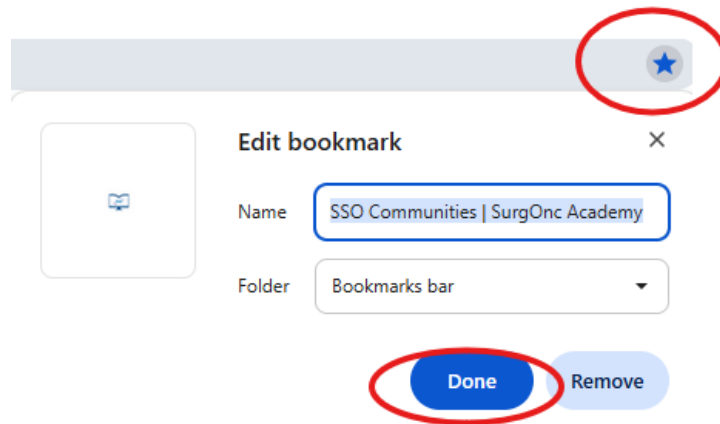 Edit bookmark
Name SSO Communities | SurgOnc Academy
Folder Bookmarks bar
Done Remove